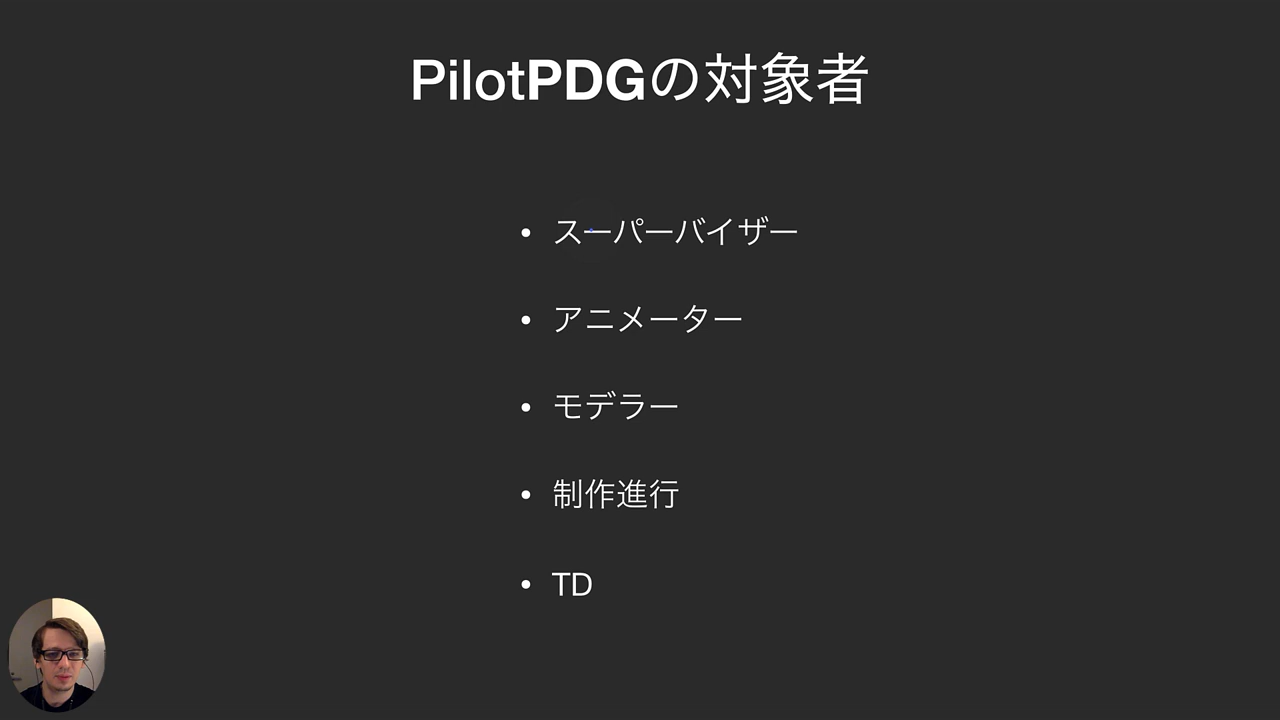 PilotPDGの対象者
• スーパーバイザー
• アニメーター
• モデラー
• 制作進行
• TD